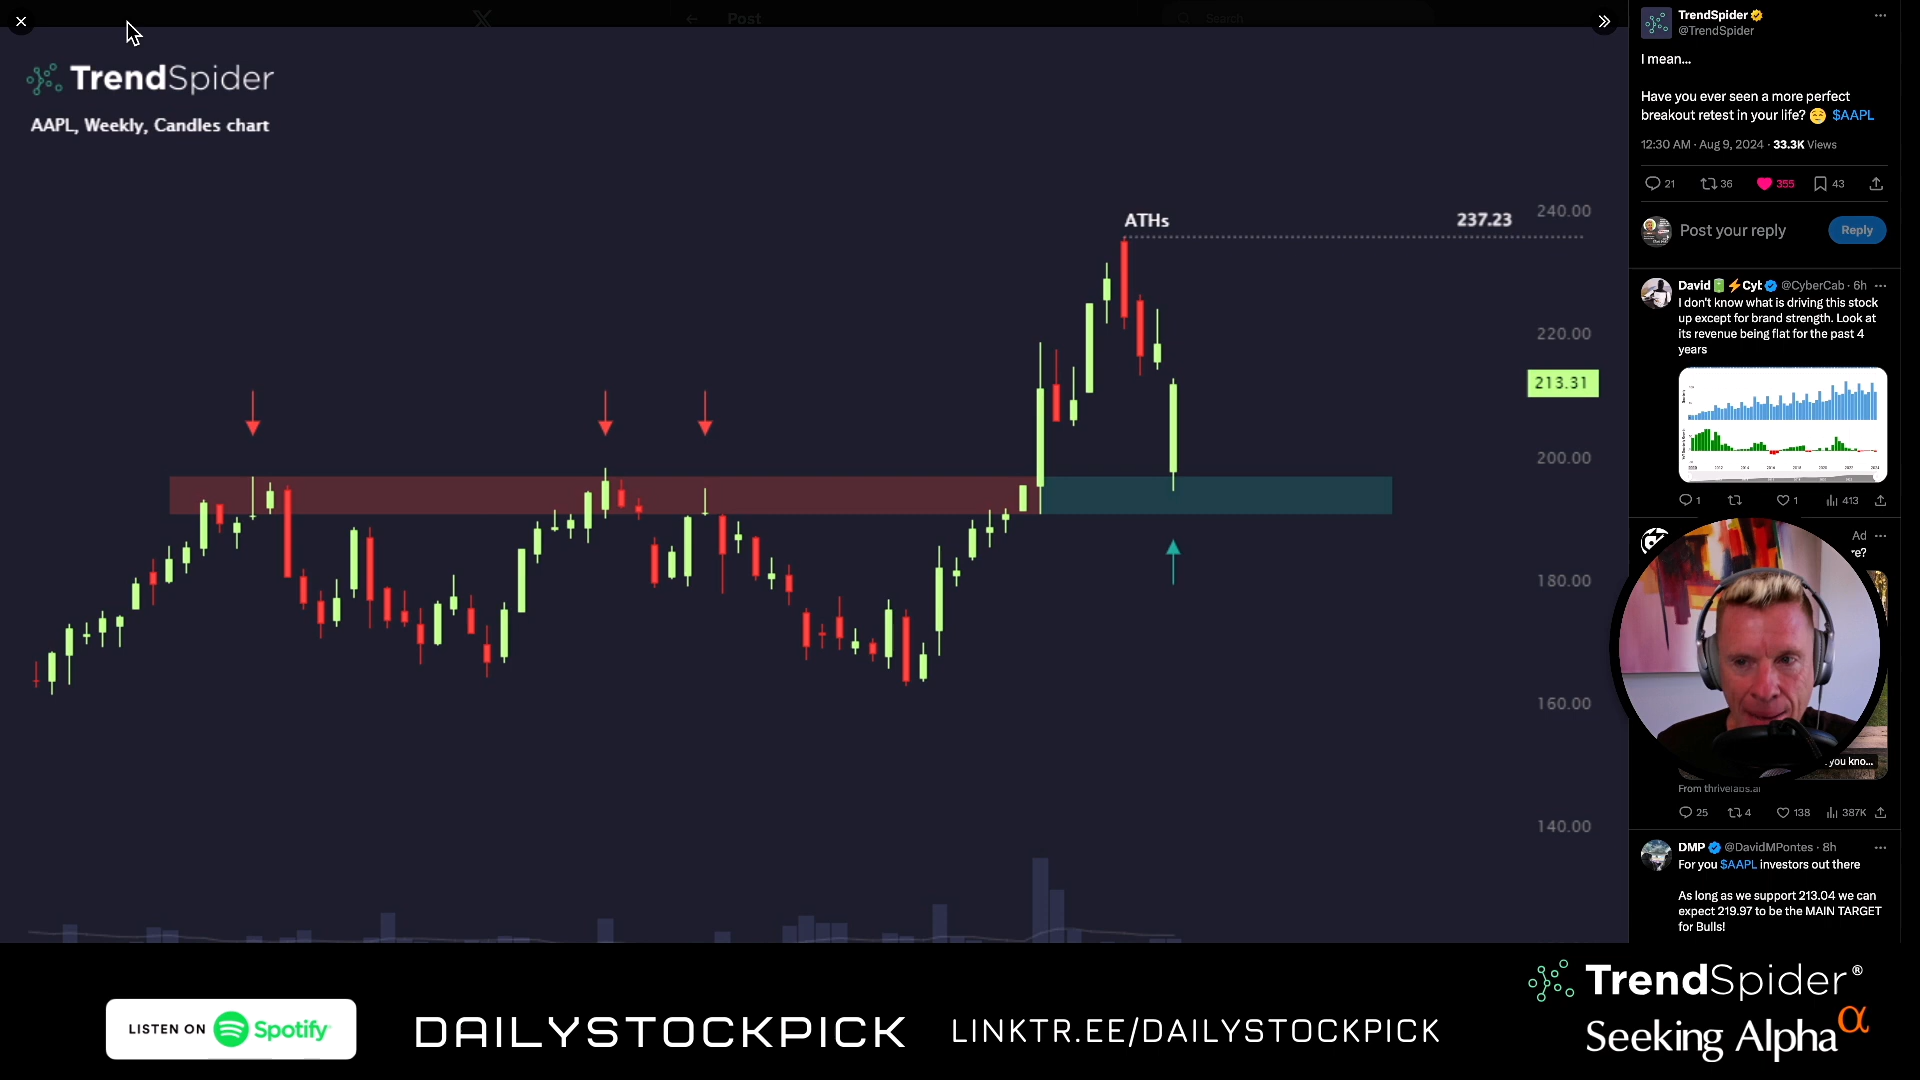 Post
Search
TrendSpider
AAPL, Weekly, Candles chart
ATHs
237.23
240.00
220.00
213.31
200.00
180.00
160.00
140.00
TrendSpider
@TrendSpider
I mean...
Have you ever seen a more perfect
breakout retest in your life? ☺️ $AAPL
12:30 AM · Aug 9, 2024 · 33.3K Views
21 36 355 43
Post your reply
Reply
David🔋⚡Cyb @CyberCab · 6h
I don't know what is driving this stock
up except for brand strength. Look at
its revenue being flat for the past 4
years
1 1 413
Ad
re?
you kno...
From thrivelabs.ai
25 4 138 387K
DMP @DavidMPontes · 8h
For you $AAPL investors out there
As long as we support 213.04 we can
expect 219.97 to be the MAIN TARGET
for Bulls!
LISTEN ON Spotify
DAILYSTOCKPICK
LINKTR.EE/DAILYSTOCKPICK
TrendSpider®
Seeking Alpha α